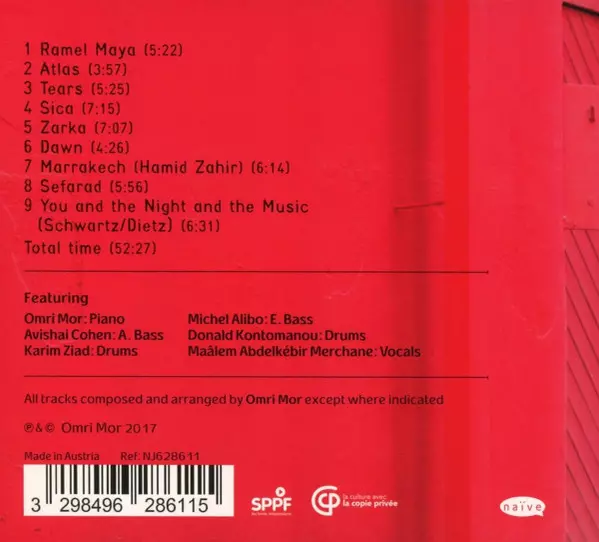 1 Ramel Maya (5:22)
2 Atlas (3:57)
3 Tears (5:25)
4 Sica (7:15)
5 Zarka (7:07)
6 Dawn (4:26)
7 Marrakech (Hamid Zahir) (6:14)
8 Sefarad (5:56)
9 You and the Night and the Music
(Schwartz/Dietz) (6:31)
Total time (52:27)
Featuring
Omri Mor: Piano
Avishai Cohen: A. Bass
Karim Ziad: Drums
Michel Alibo: E. Bass
Donald Kontomanou: Drums
Maâlem Abdelkébir Merchane: Vocals
All tracks composed and arranged by Omri Mor except where indicated
℗ & © Omri Mor 2017
Made in Austria Ref: NJ628611
3 298496 286115
SPPF
CP
la culture avec
la copie privée
naïve